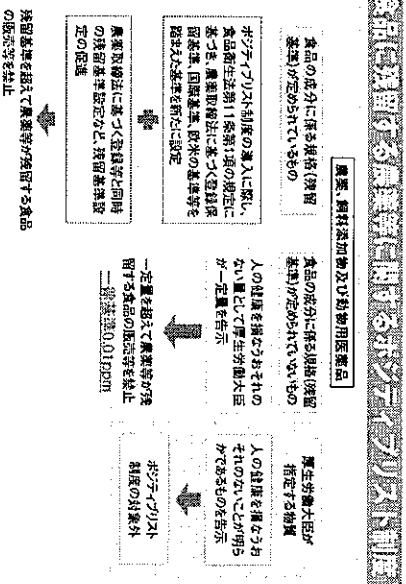 食品に残留する農薬等に関するポジティブリスト制度
農薬、飼料添加物及び動物用医薬品
食品の成分に係る規格(残留
基準)が定められているもの
ポジティブリスト制度の導入に際し、
食品衛生法第11条第1項の規定に
基づき、農薬取締法に基づく登録保
留基準、国際基準、欧米の基準等を
踏まえた基準を新たに設定
農薬取締法に基づく登録等と同時
の残留基準設定など、残留基準設
定の促進
残留基準を超えて農薬等が残留する食品
の販売等を禁止
食品の成分に係る規格(残留
基準)が定められていないもの
人の健康を損なうおそれの
ない量として厚生労働大臣
が一定量を告示
一定量を超えて農薬等が残
留する食品の販売等を禁止
一律基準0.01ppm
厚生労働大臣が
指定する物質
人の健康を損なうお
それのないことが明ら
かであるものを告示
ポジティブリスト
制度の対象外